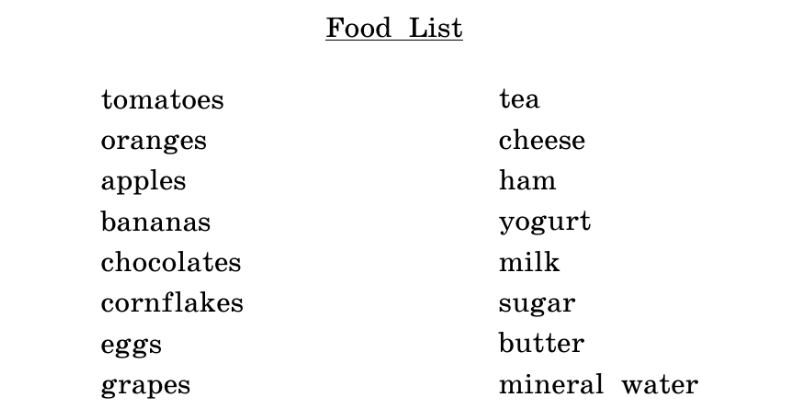 Food List
tomatoes
oranges
apples
bananas
chocolates
cornflakes
eggs
grapes
tea
cheese
ham
yogurt
milk
sugar
butter
mineral water